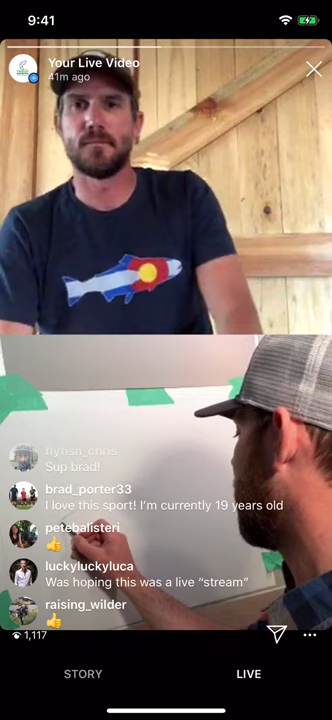 9:41
Your Live Video
41m ago
hynsn_chris
Sup brad!
brad_porter33
I love this sport! I'm currently 19 years old
petebalisteri
👍
luckyluckyluca
Was hoping this was a live “stream”
raising_wilder
👍
1,117
STORY
LIVE